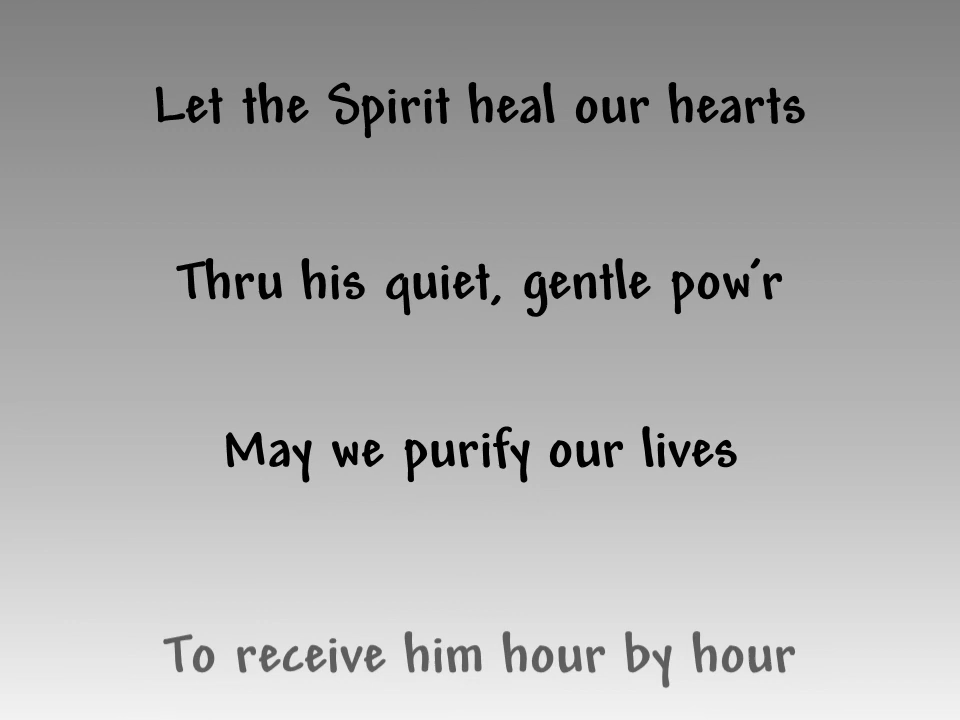 Let the Spirit heal our hearts
Thru his quiet, gentle pow'r
May we purify our lives
To receive him hour by hour